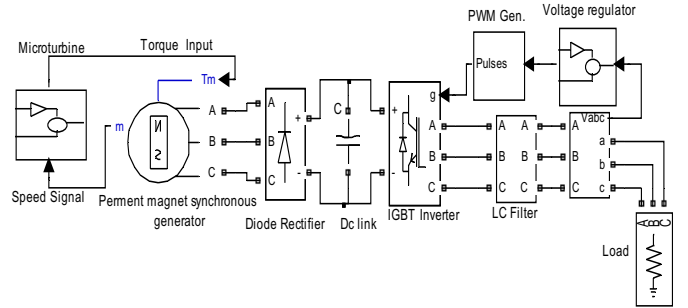 PWM Gen.
Voltage regulator
Microturbine
Torque Input
Tm
Pulses
m
N
S
A
B
C
A
B
C
+
-
C
+
-
g
A
B
C
A
B
C
A
B
C
A
B
C
Vabc
a
b
c
Speed Signal
Perment magnet synchronous
generator
Diode Rectifier
Dc link
IGBT Inverter
LC Filter
Load
A
B
C